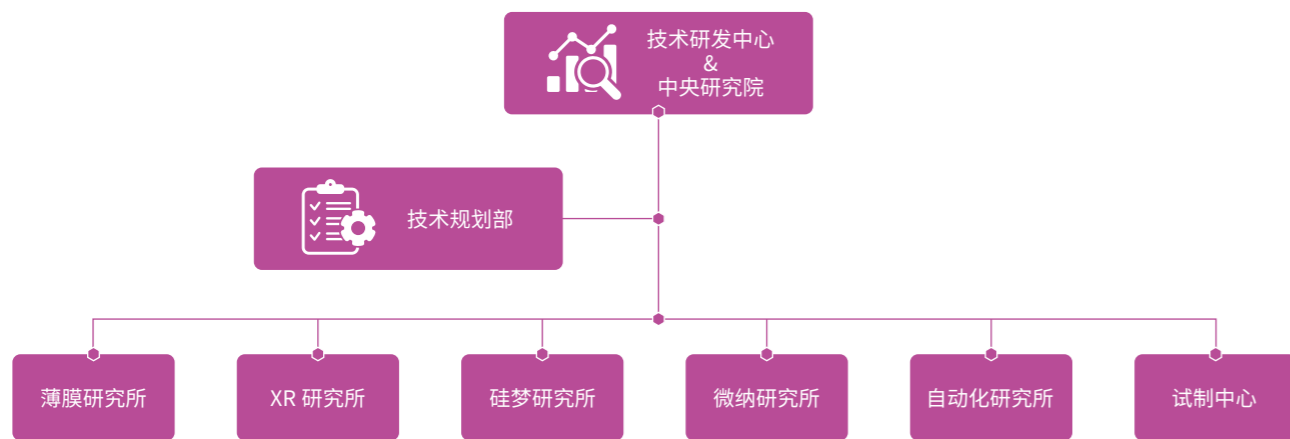 技术研发中心
&
中央研究院
技术规划部
薄膜研究所
XR 研究所
硅梦研究所
微纳研究所
自动化研究所
试制中心